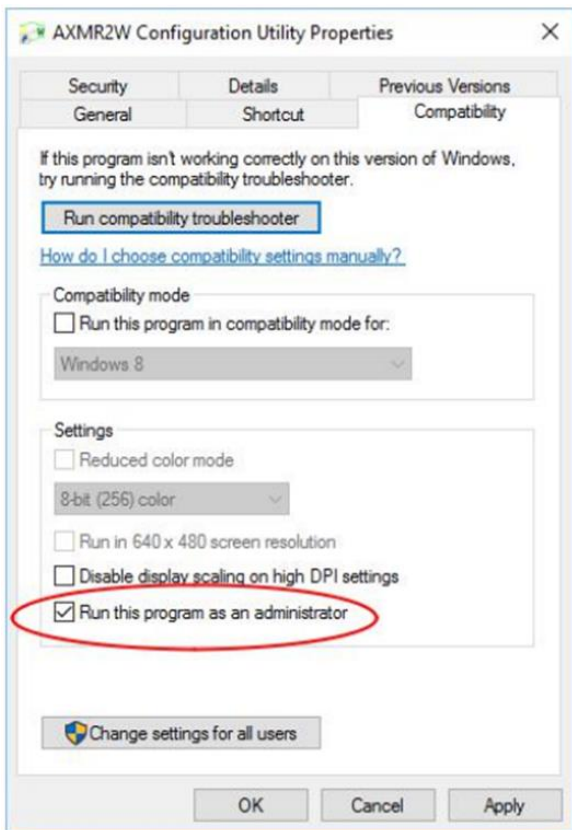 AXMR2W Configuration Utility Properties
Security
Details
Previous Versions
General
Shortcut
Compatibility
If this program isn't working correctly on this version of Windows,
try running the compatibility troubleshooter.
Run compatibility troubleshooter
How do I choose compatibility settings manually?
Compatibility mode
Run this program in compatibility mode for:
Windows 8
Settings
Reduced color mode
8-bit (256) color
Run in 640 x 480 screen resolution
Disable display scaling on high DPI settings
Run this program as an administrator
Change settings for all users
OK
Cancel
Apply